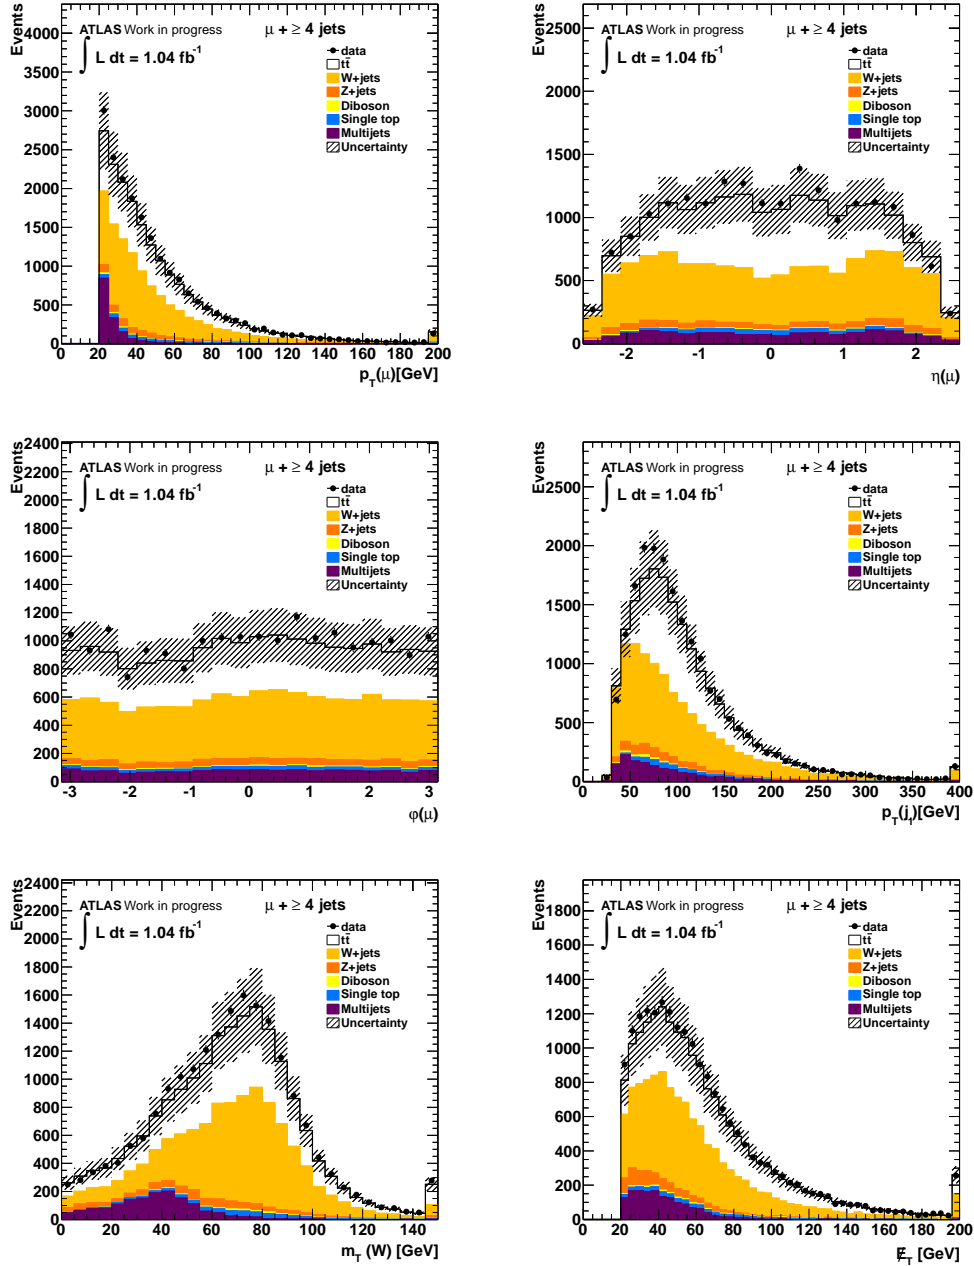 Events
4000
3500
3000
2500
2000
1500
1000
500
0
ATLAS Work in progress
μ + ≥ 4 jets
∫ L dt = 1.04 fb⁻¹
data
tt̄
W+jets
Z+jets
Diboson
Single top
Multijets
Uncertainty
0 20 40 60 80 100 120 140 160 180 200
p_T(μ)[GeV]
Events
2500
2000
1500
1000
500
0
ATLAS Work in progress
μ + ≥ 4 jets
∫ L dt = 1.04 fb⁻¹
data
tt̄
W+jets
Z+jets
Diboson
Single top
Multijets
Uncertainty
-2 -1 0 1 2
η(μ)
Events
2400
2200
2000
1800
1600
1400
1200
1000
800
600
400
200
0
ATLAS Work in progress
μ + ≥ 4 jets
∫ L dt = 1.04 fb⁻¹
data
tt̄
W+jets
Z+jets
Diboson
Single top
Multijets
Uncertainty
-3 -2 -1 0 1 2 3
φ(μ)
Events
2500
2000
1500
1000
500
0
ATLAS Work in progress
μ + ≥ 4 jets
∫ L dt = 1.04 fb⁻¹
data
tt̄
W+jets
Z+jets
Diboson
Single top
Multijets
Uncertainty
50 100 150 200 250 300 350 400
p_T(j_1)[GeV]
Events
2400
2200
2000
1800
1600
1400
1200
1000
800
600
400
200
0
ATLAS Work in progress
μ + ≥ 4 jets
∫ L dt = 1.04 fb⁻¹
data
tt̄
W+jets
Z+jets
Diboson
Single top
Multijets
Uncertainty
0 20 40 60 80 100 120 140
m_T (W) [GeV]
Events
1800
1600
1400
1200
1000
800
600
400
200
0
ATLAS Work in progress
μ + ≥ 4 jets
∫ L dt = 1.04 fb⁻¹
data
tt̄
W+jets
Z+jets
Diboson
Single top
Multijets
Uncertainty
0 20 40 60 80 100 120 140 160 180 200
E̸_T [GeV]